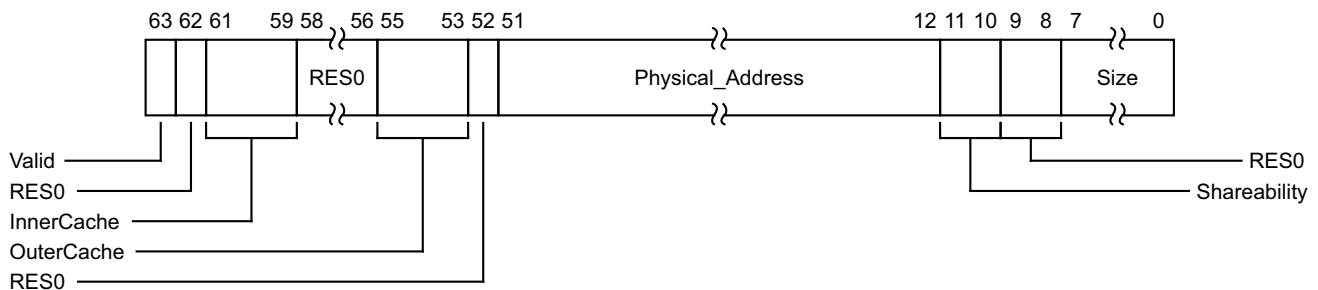 63 62 61 59 58 56 55 53 52 51 12 11 10 9 8 7 0
RES0 Physical_Address Size
Valid RES0
RES0 Shareability
InnerCache
OuterCache
RES0